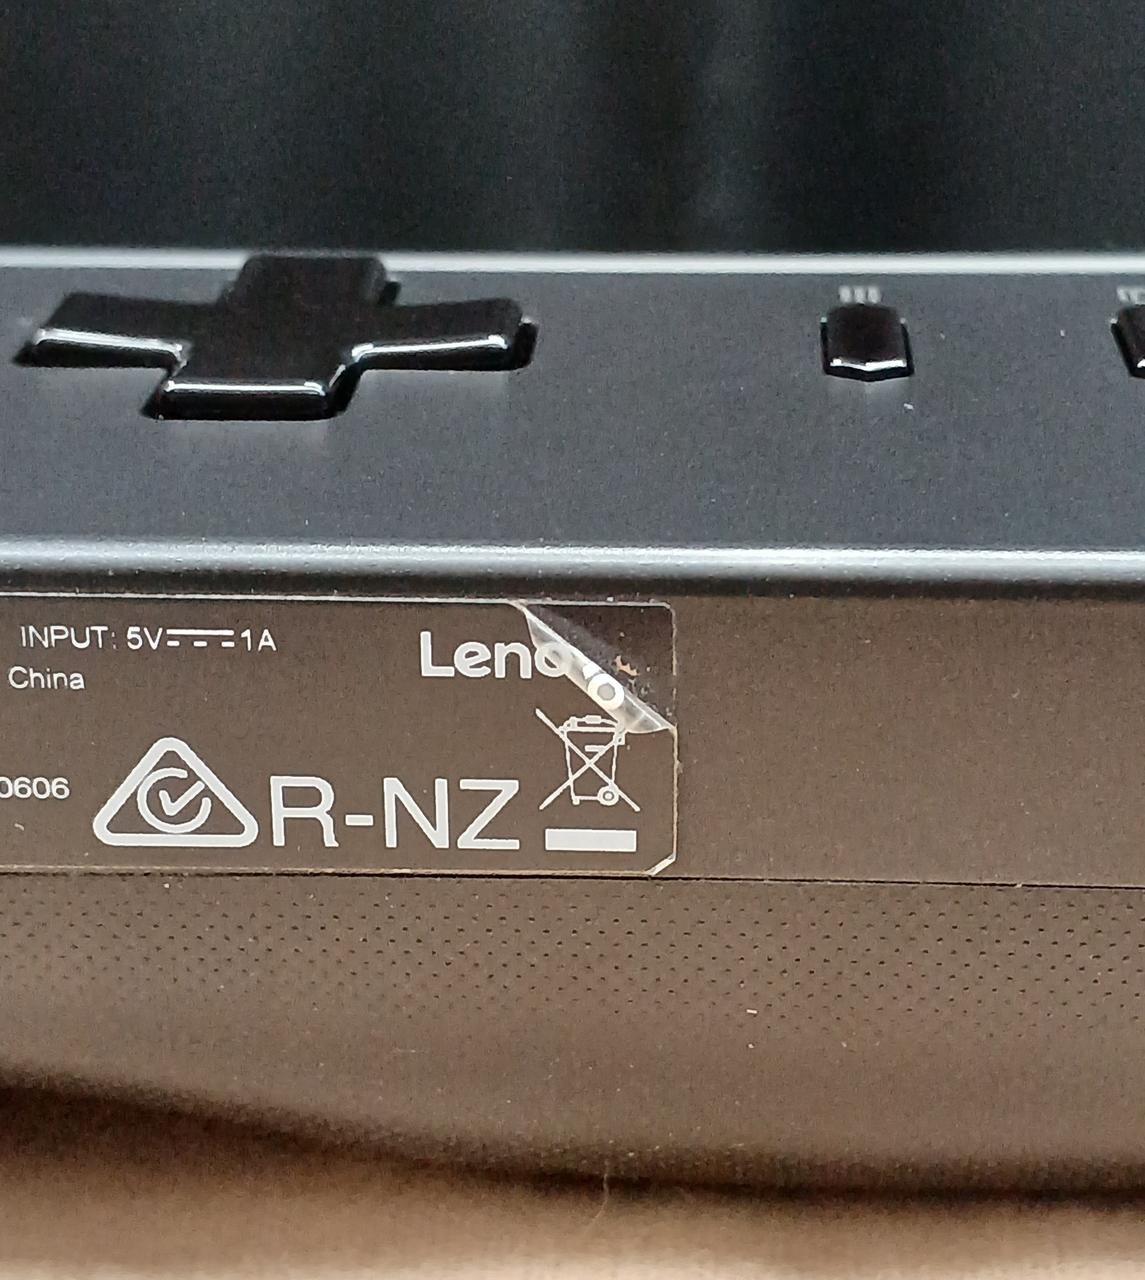 INPUT: 5V⎓1A
Leno
China
0606
R-NZ